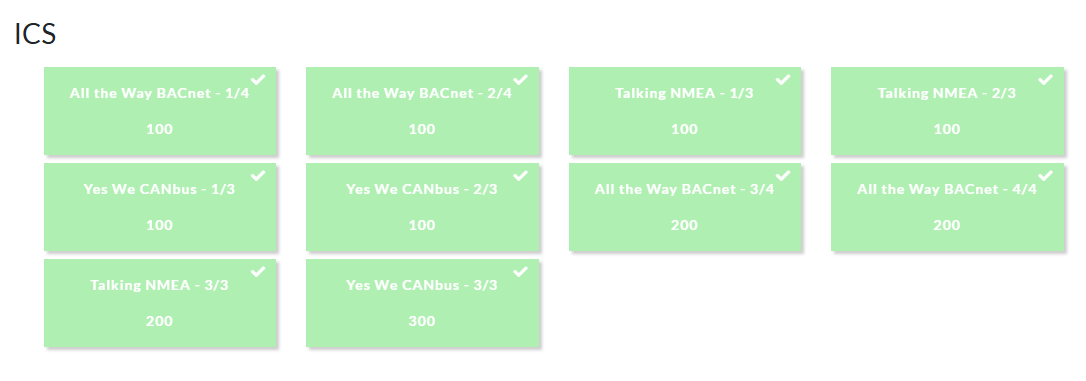 ICS
All the Way BACnet - 1/4
100
All the Way BACnet - 2/4
100
Talking NMEA - 1/3
100
Talking NMEA - 2/3
100
Yes We CANbus - 1/3
100
Yes We CANbus - 2/3
100
All the Way BACnet - 3/4
200
All the Way BACnet - 4/4
200
Talking NMEA - 3/3
200
Yes We CANbus - 3/3
300